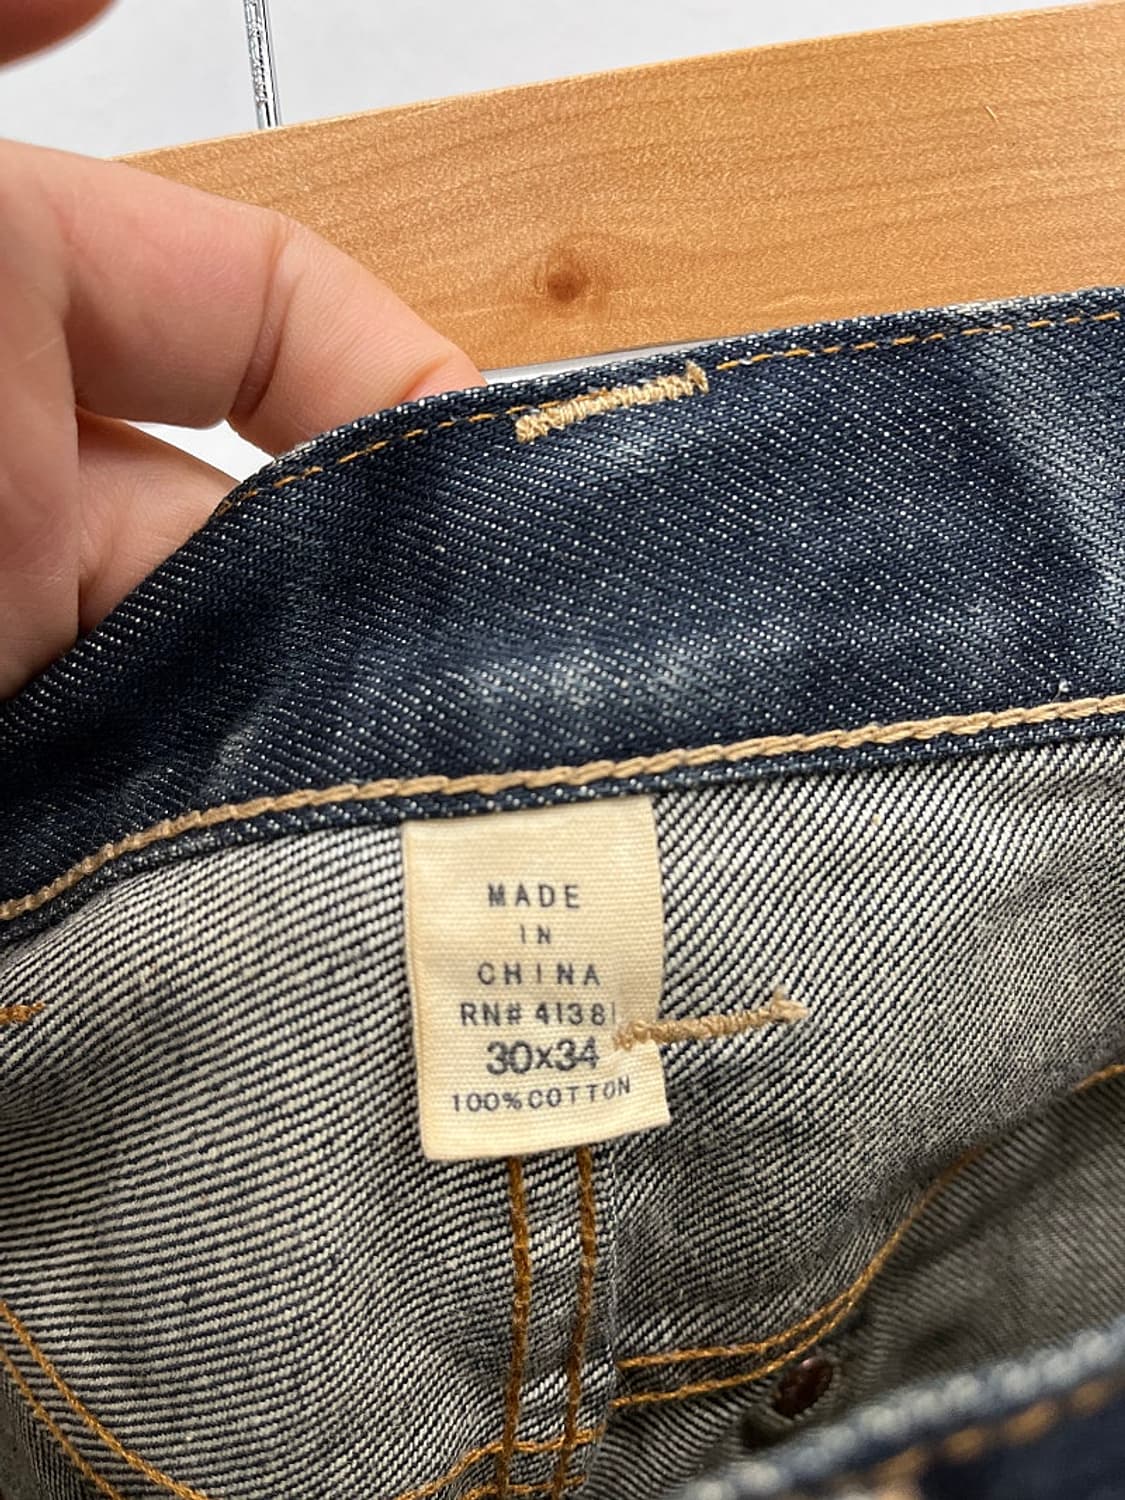 MADE
IN
CHINA
RN# 41381
30x34
100% COTTON